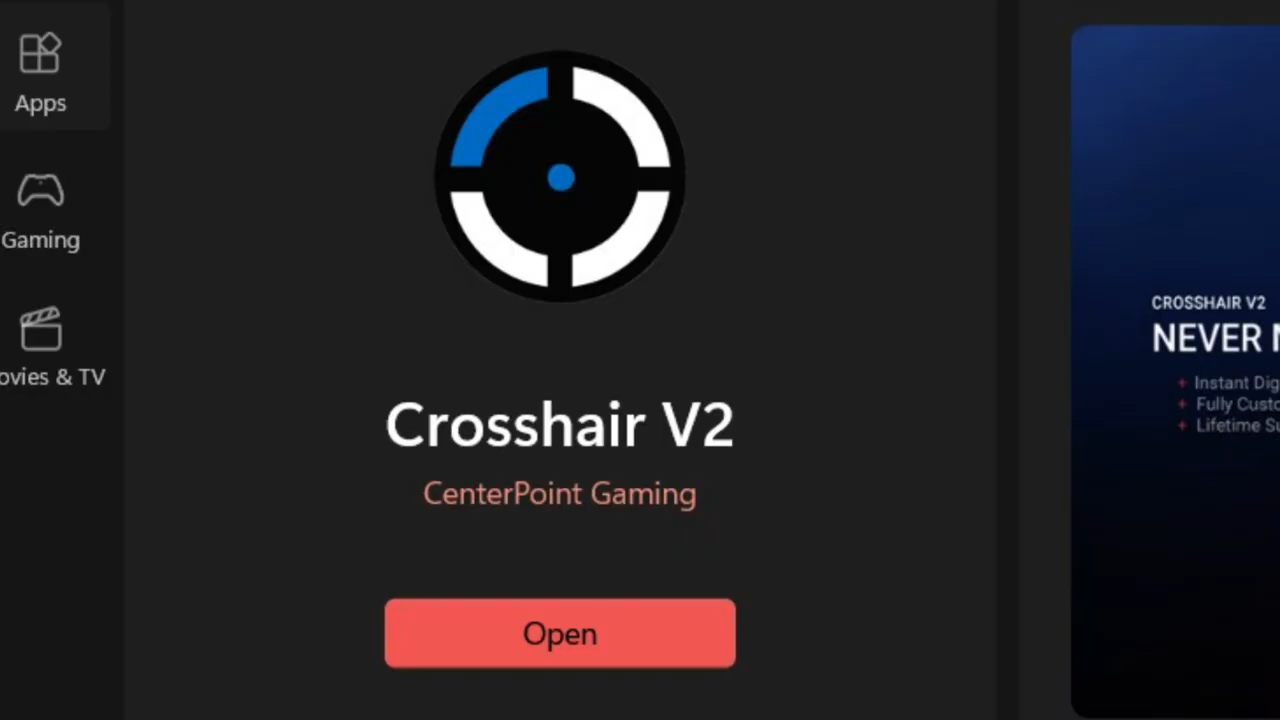 Apps
Gaming
ovies & TV
Crosshair V2
CenterPoint Gaming
Open
CROSSHAIR V2
NEVER
Instant Dig
Fully Custo
Lifetime Su